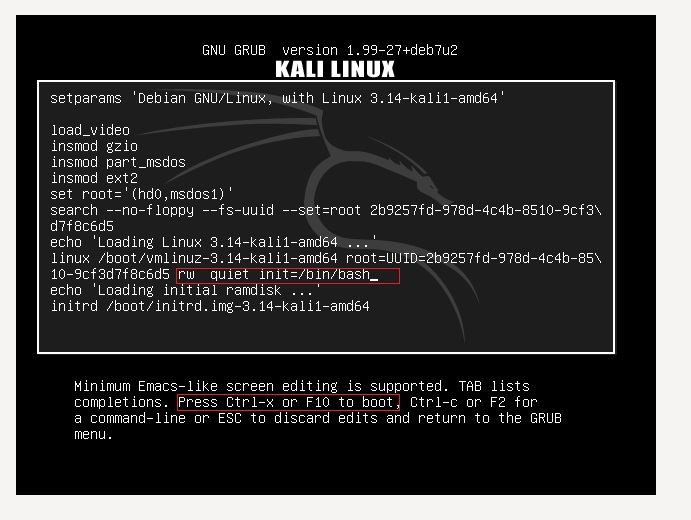 GNU GRUB  version 1.99-27+deb7u2
KALI LINUX
setparams 'Debian GNU/Linux, with Linux 3.14-kali1-amd64'
load_video
insmod gzio
insmod part_msdos
insmod ext2
set root='(hd0,msdos1)'
search --no-floppy --fs-uuid --set=root 2b9257fd-978d-4c4b-8510-9cf3\
d7f8c6d5
echo 'Loading Linux 3.14-kali1-amd64 ...'
linux /boot/vmlinuz-3.14-kali1-amd64 root=UUID=2b9257fd-978d-4c4b-85\
10-9cf3d7f8c6d5 rw  quiet init=/bin/bash_
echo 'Loading initial ramdisk ...'
initrd /boot/initrd.img-3.14-kali1-amd64
Minimum Emacs-like screen editing is supported. TAB lists
completions. Press Ctrl-x or F10 to boot, Ctrl-c or F2 for
a command-line or ESC to discard edits and return to the GRUB
menu.